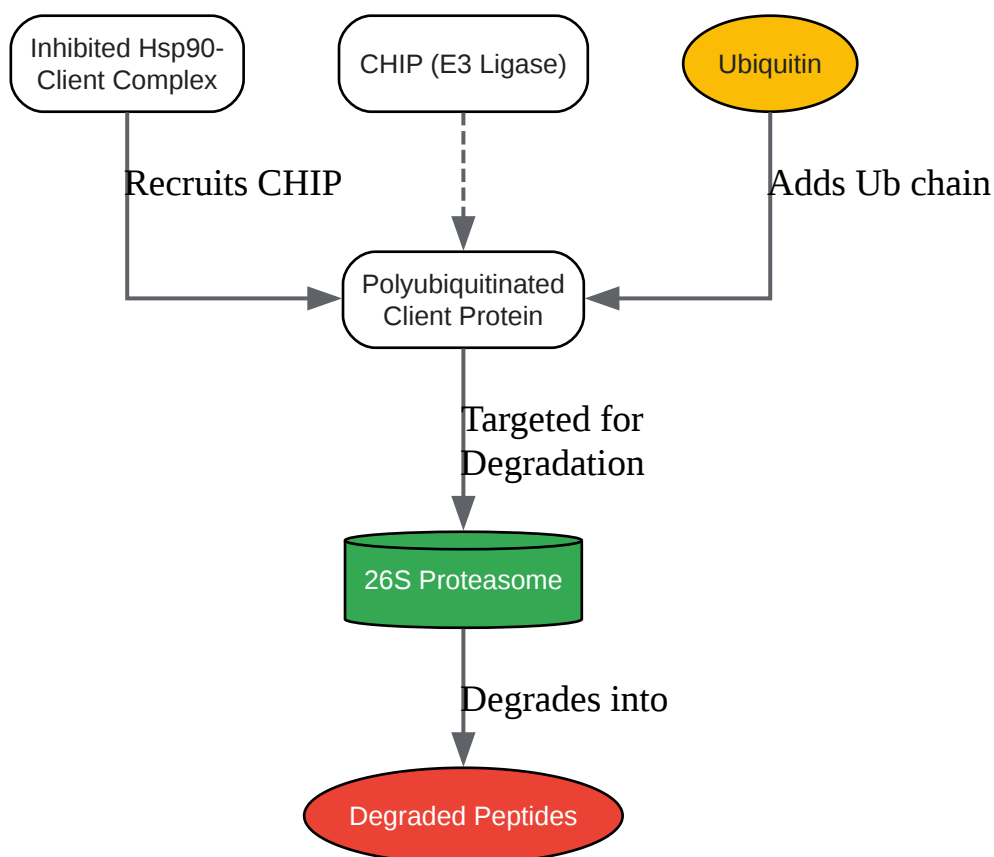 Inhibited Hsp90-
Client Complex
CHIP (E3 Ligase)
Ubiquitin
Recruits CHIP
Adds Ub chain
Polyubiquitinated
Client Protein
Targeted for
Degradation
26S Proteasome
Degrades into
Degraded Peptides